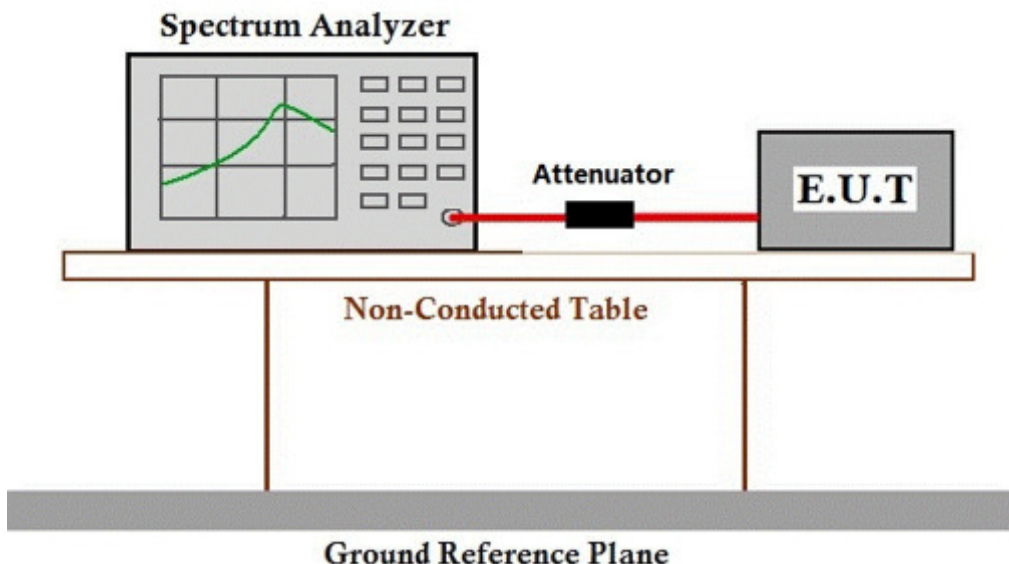 Spectrum Analyzer
Attenuator
E.U.T
Non-Conducted Table
Ground Reference Plane